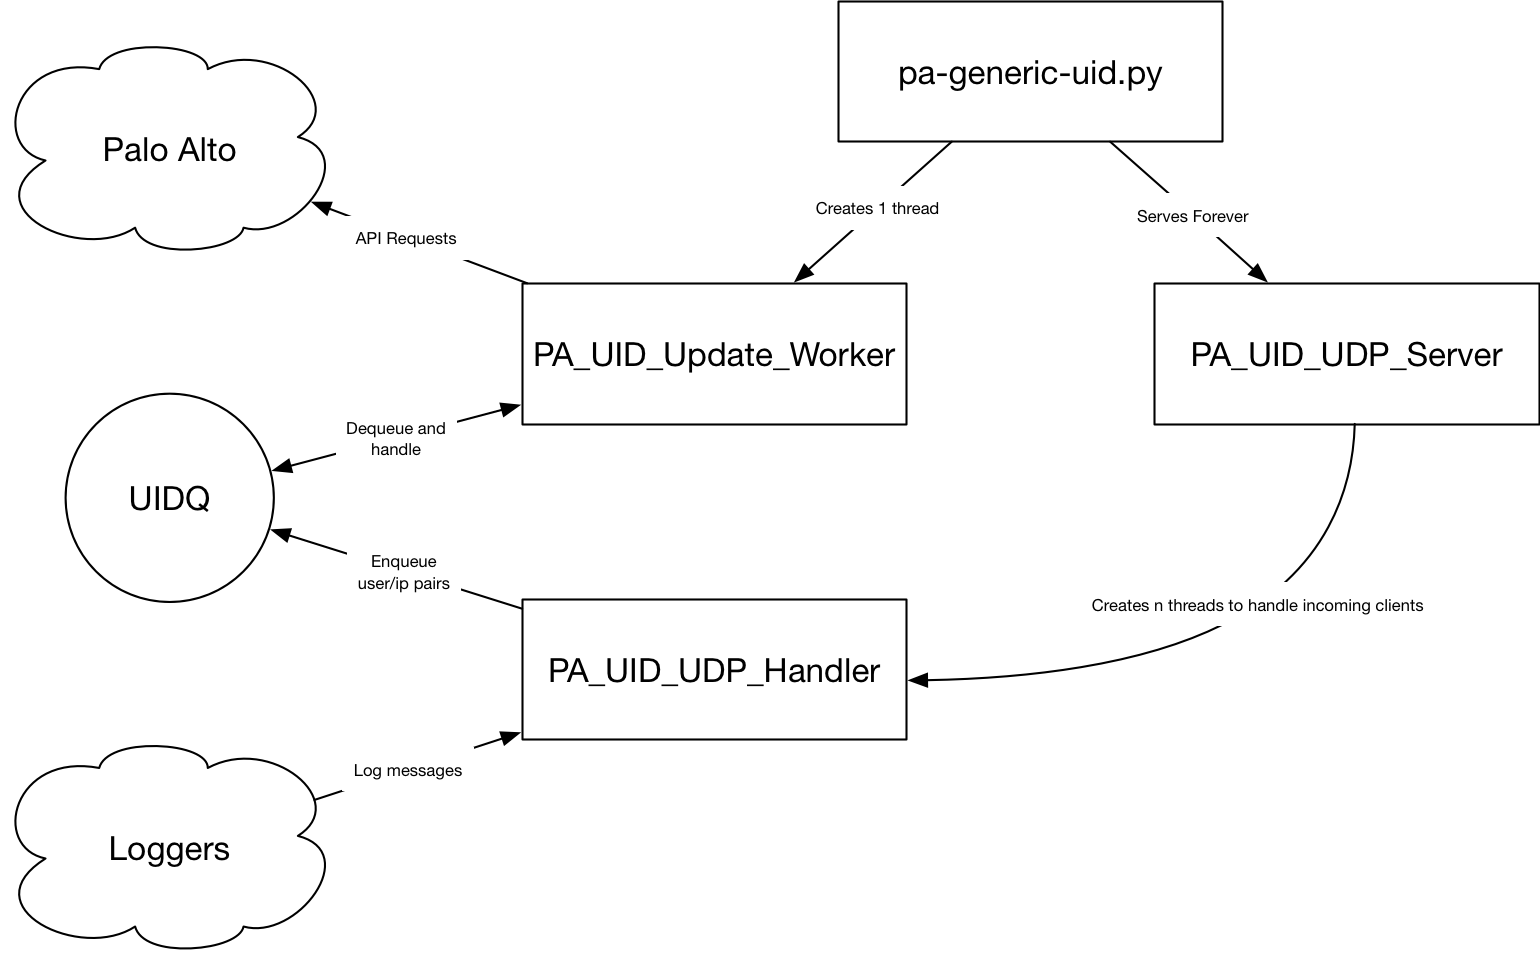 pa-generic-uid.py
Palo Alto
Creates 1 thread
Serves Forever
API Requests
PA_UID_Update_Worker
PA_UID_UDP_Server
Dequeue and
handle
UIDQ
Enqueue
user/ip pairs
Creates n threads to handle incoming clients
PA_UID_UDP_Handler
Log messages
Loggers